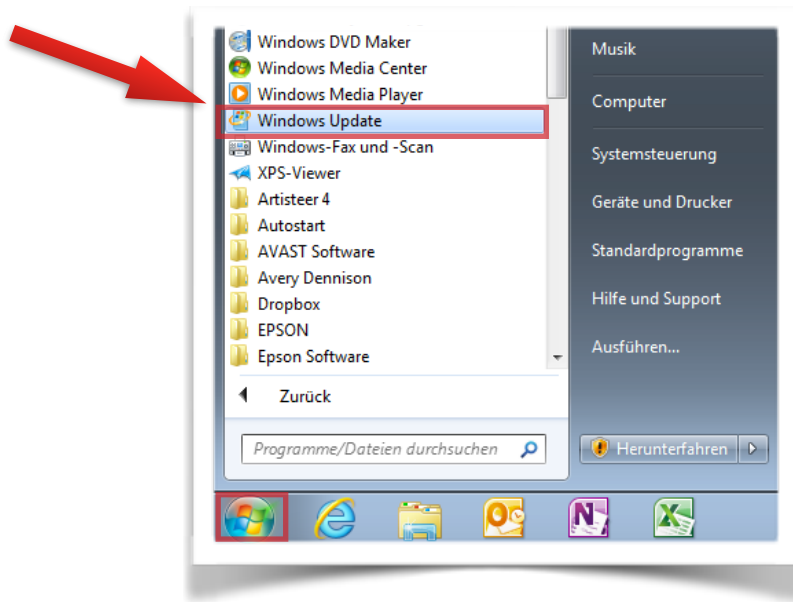 Windows DVD Maker
Windows Media Center
Windows Media Player
Windows Update
Windows-Fax und -Scan
XPS-Viewer
Artisteer 4
Autostart
AVAST Software
Avery Dennison
Dropbox
EPSON
Epson Software
Zurück
Programme/Dateien durchsuchen
Musik
Computer
Systemsteuerung
Geräte und Drucker
Standardprogramme
Hilfe und Support
Ausführen...
Herunterfahren